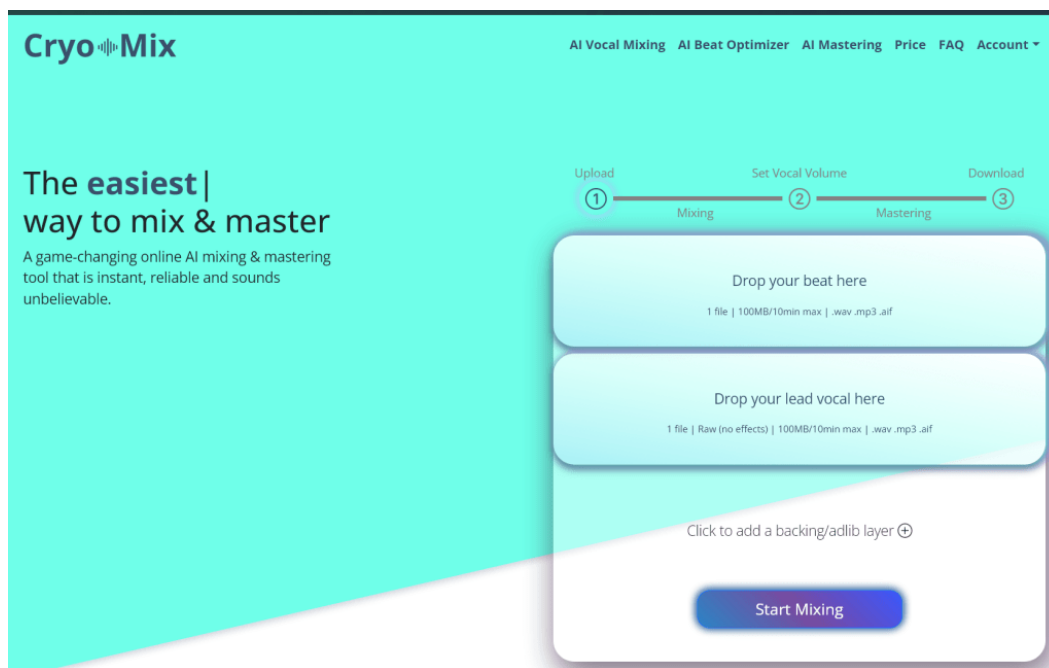 Cryo Mix
AI Vocal Mixing AI Beat Optimizer AI Mastering Price FAQ Account
The easiest|
way to mix & master
A game-changing online AI mixing & mastering
tool that is instant, reliable and sounds
unbelievable.
Upload Set Vocal Volume Download
1 2 3
Mixing Mastering
Drop your beat here
1 file | 100MB/10min max | .wav .mp3 .aif
Drop your lead vocal here
1 file | Raw (no effects) | 100MB/10min max | .wav .mp3 .aif
Click to add a backing/adlib layer
Start Mixing